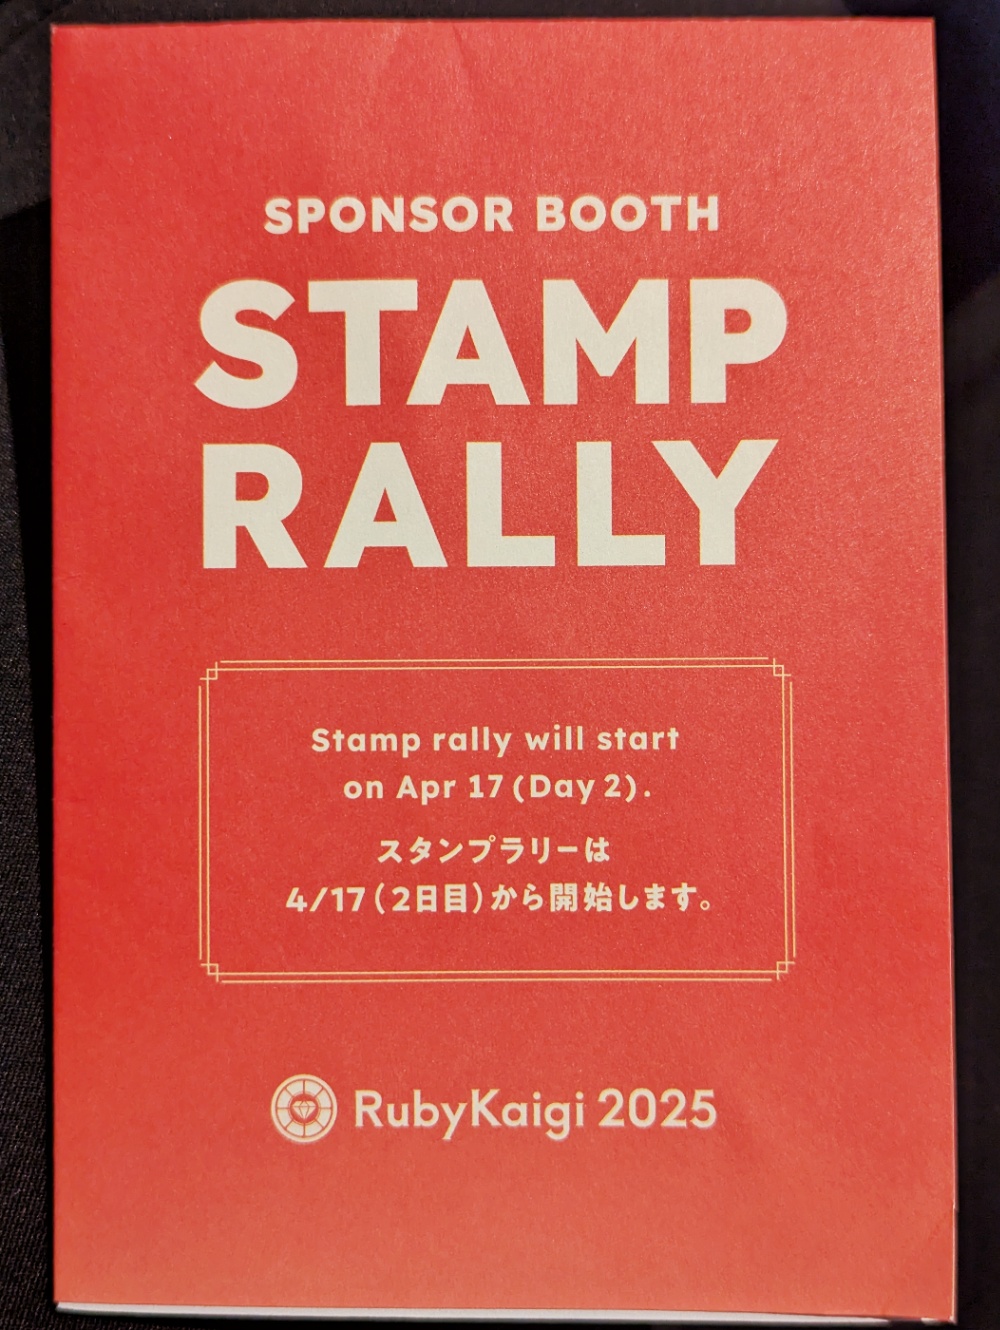 SPONSOR BOOTH
STAMP
RALLY
Stamp rally will start
on Apr 17 (Day 2).
スタンプラリーは
4/17(2日目)から開始します。
RubyKaigi 2025